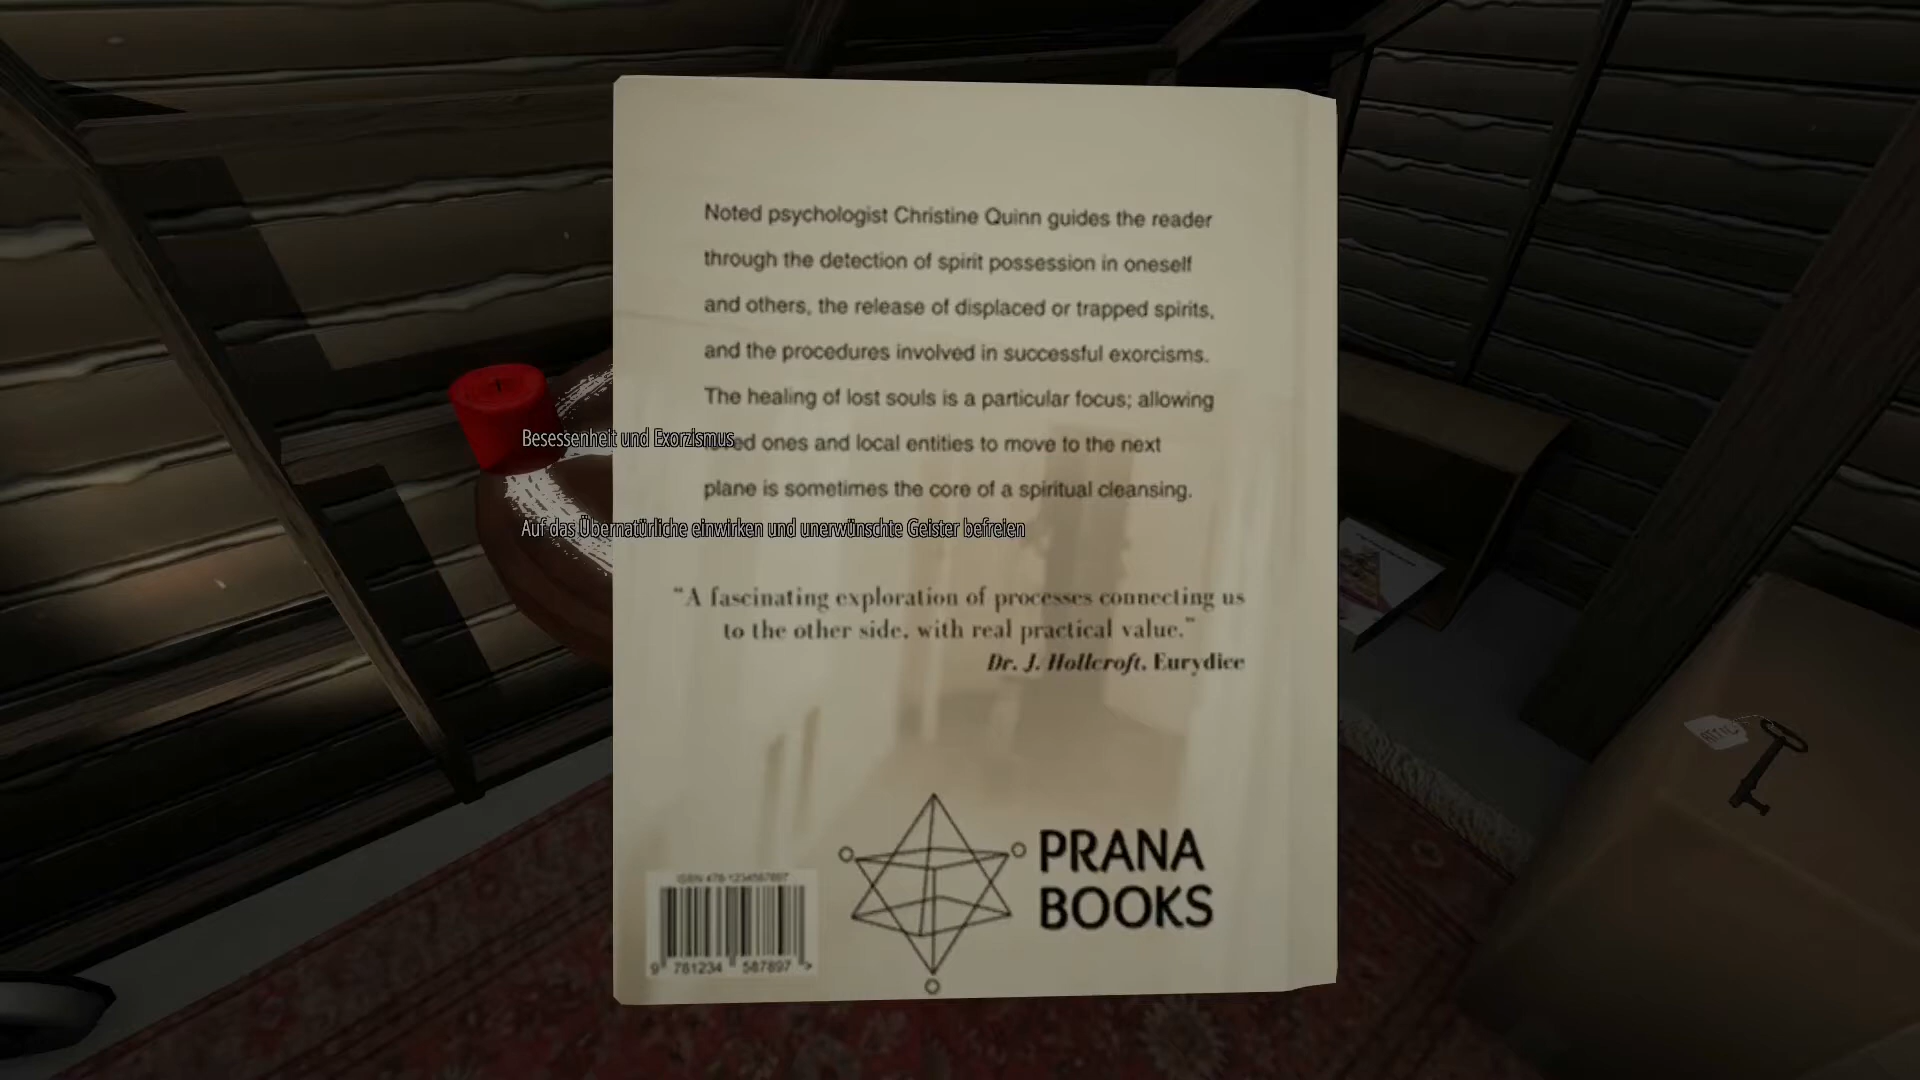 Noted psychologist Christine Quinn guides the reader
through the detection of spirit possession in oneself
and others, the release of displaced or trapped spirits,
and the procedures involved in successful exorcisms.
The healing of lost souls is a particular focus; allowing
Besessenheit und Exorzismus
ones and local entities to move to the next
plane is sometimes the core of a spiritual cleansing.
Auf das Übernatürliche einwirken und unerwünschte Geister befreien
"A fascinating exploration of processes connecting us
to the other side, with real practical value."
Dr. J. Hollcroft, Eurydice
PRANA
BOOKS
9 781234 587897 >
ATTIC